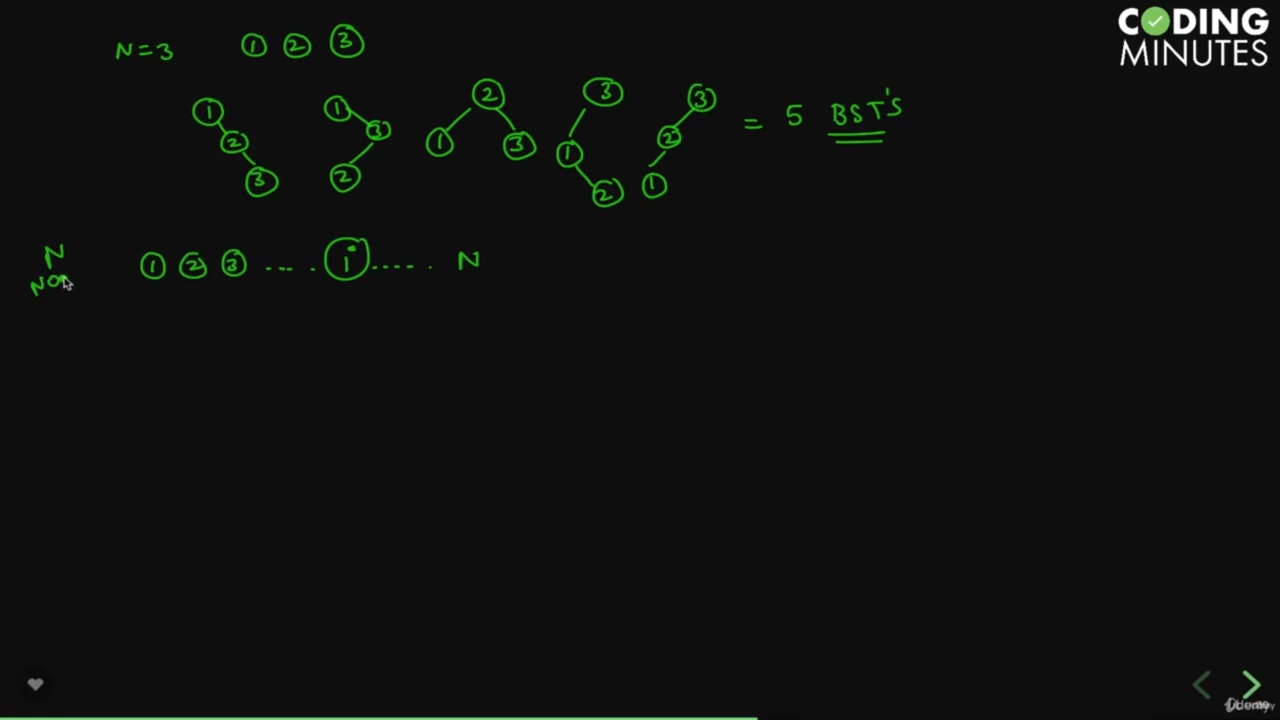 CODING
MINUTES
N=3 1 2 3
1 2 3
1 3 2
2 1 3
3 1 2
3 2 1
= 5 BST'S
N 1 2 3 .... i ..... N
Udemy